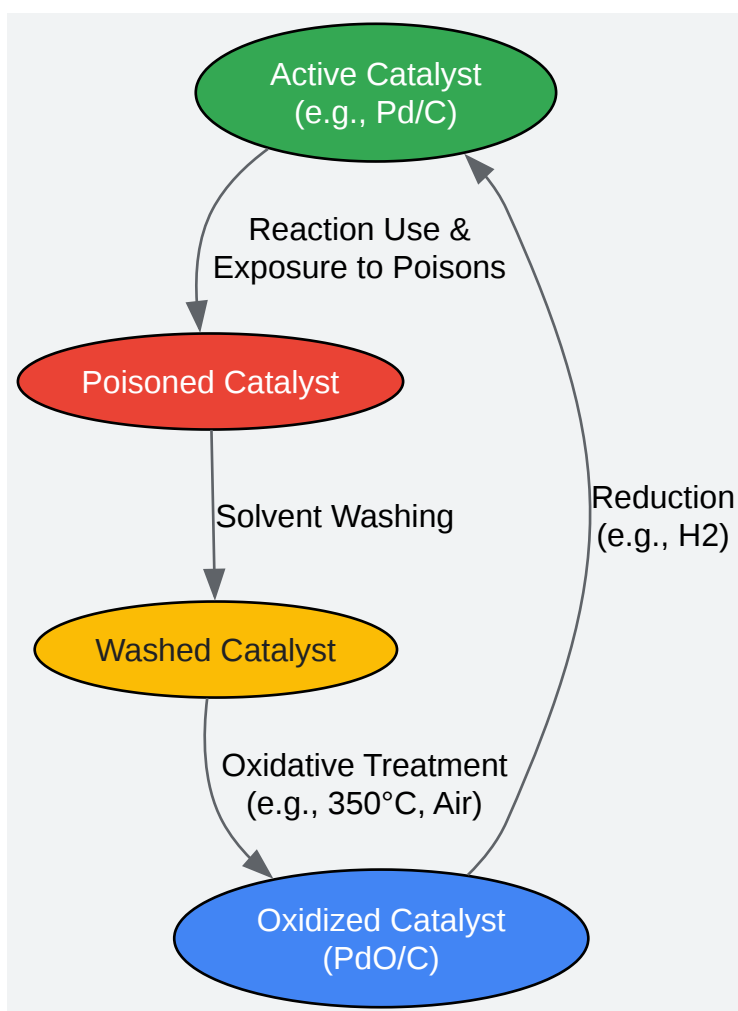 Active Catalyst
(e.g., Pd/C)
Reaction Use &
Exposure to Poisons
Poisoned Catalyst
Solvent Washing
Reduction
(e.g., H2)
Washed Catalyst
Oxidative Treatment
(e.g., 350°C, Air)
Oxidized Catalyst
(PdO/C)